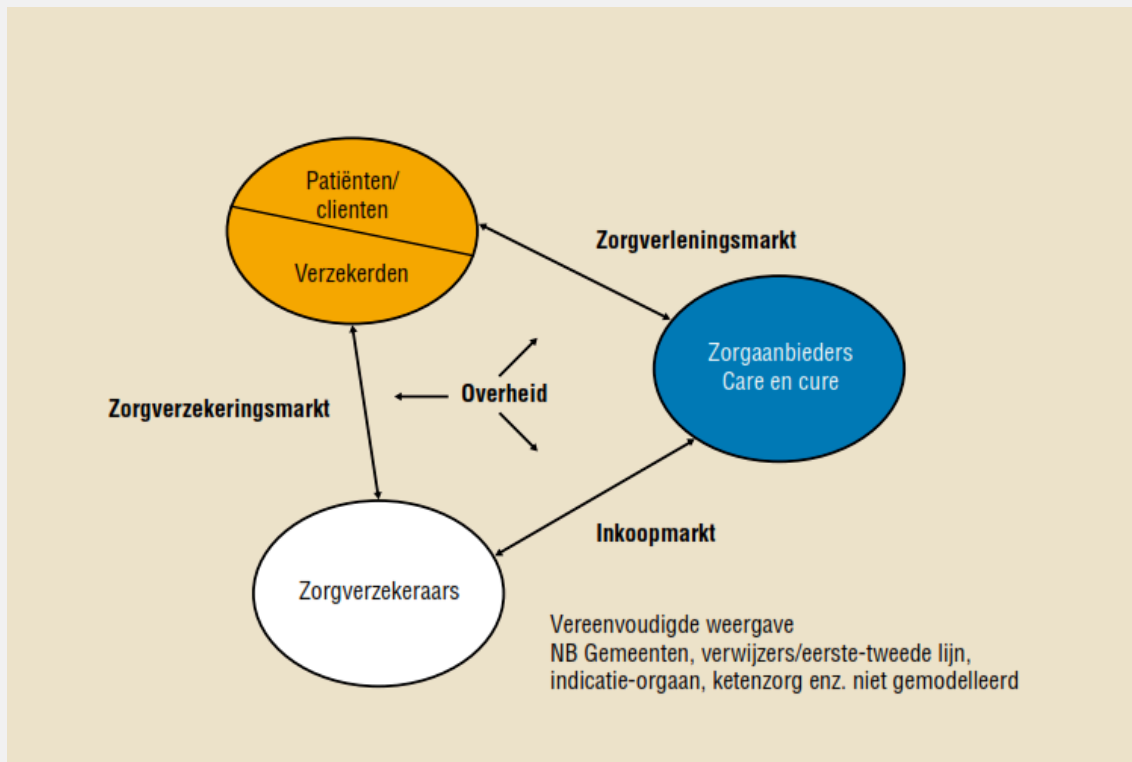 Patiënten/
clienten
Verzekerden
Zorgverleningsmarkt
Zorgaanbieders
Care en cure
Overheid
Zorgverzekeringsmarkt
Inkoopmarkt
Zorgverzekeraars
Vereenvoudigde weergave
NB Gemeenten, verwijzers/eerste-tweede lijn,
indicatie-orgaan, ketenzorg enz. niet gemodelleerd